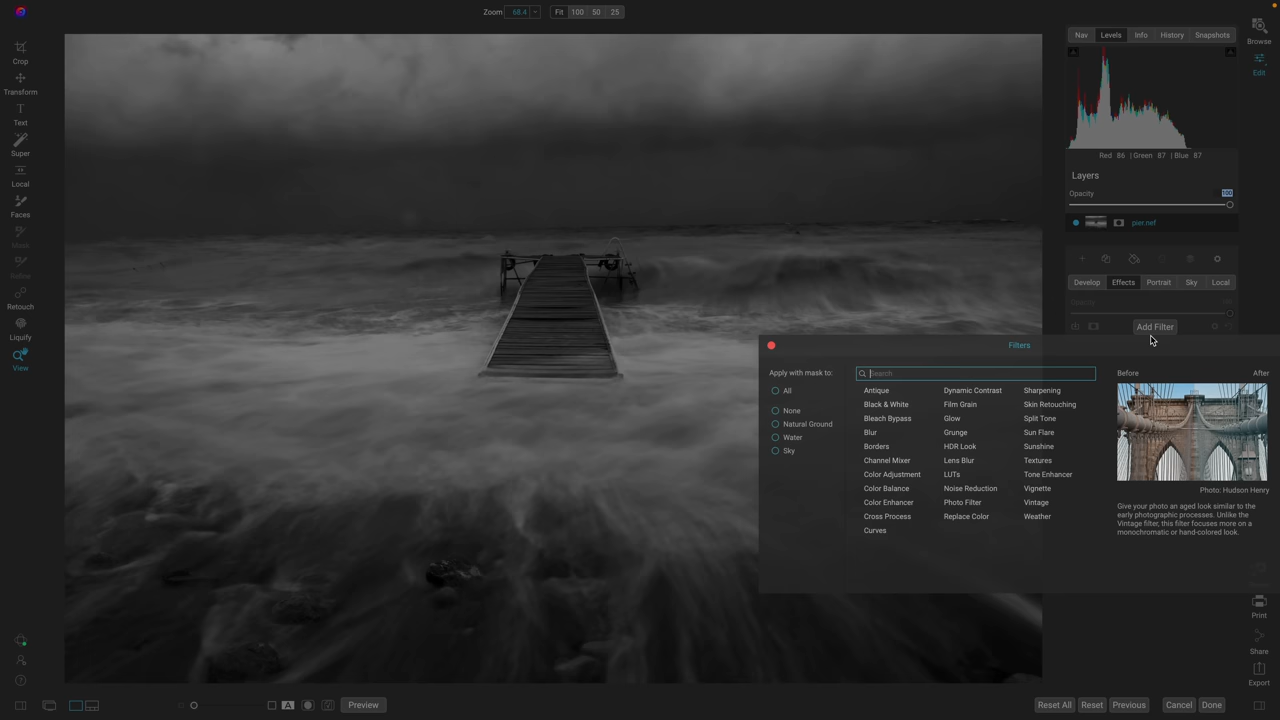 Zoom 68.4 Fit 100 50 25
Crop
Transform
Text
Super
Local
Faces
Mask
Refine
Retouch
Liquify
View
Nav Levels Info History Snapshots
Browse
Edit
Red 86 | Green 87 | Blue 87
Layers
Opacity 100
pier.nef
Develop Effects Portrait Sky Local
Opacity 100
Add Filter
Filters
Apply with mask to:
All
None
Natural Ground
Water
Sky
Search
Antique Dynamic Contrast Sharpening
Black & White Film Grain Skin Retouching
Bleach Bypass Glow Split Tone
Blur Grunge Sun Flare
Borders HDR Look Sunshine
Channel Mixer Lens Blur Textures
Color Adjustment LUTs Tone Enhancer
Color Balance Noise Reduction Vignette
Color Enhancer Photo Filter Vintage
Cross Process Replace Color Weather
Curves
Before After
Photo: Hudson Henry
Give your photo an aged look similar to the
early photographic processes. Unlike the
Vintage filter, this filter focuses more on a
monochromatic or hand-colored look.
Print
Share
Export
A Preview
Reset All Reset Previous Cancel Done